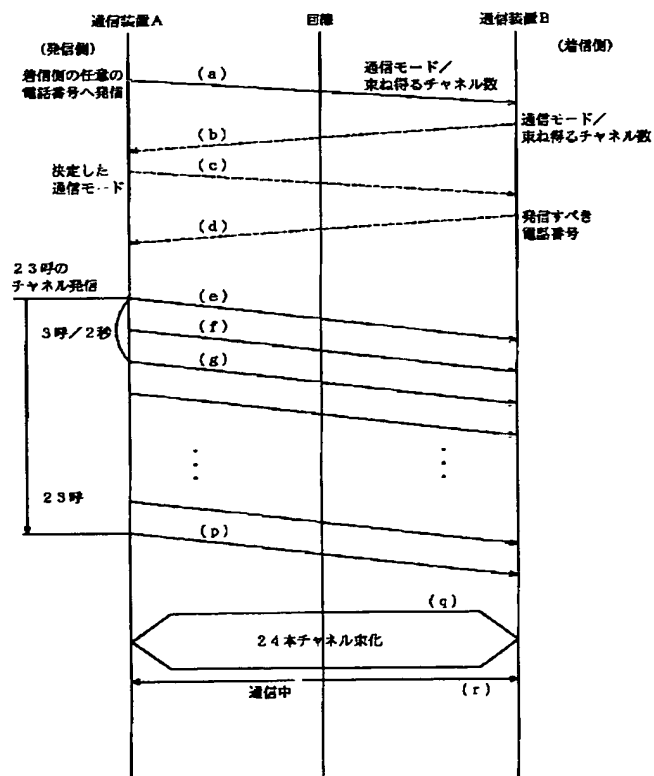 通信装置A 回線 通信装置B
(発信側) (着信側)
着信側の任意の
電話番号へ発信
(a)
通信モード/
束ね得るチャネル数
通信モード/
束ね得るチャネル数
(b)
決定した
通信モード
(c)
(d)
発信すべき
電話番号
23呼の
チャネル発信
(e)
3呼/2秒
(f)
(g)
23呼
(p)
(q)
24本チャネル束化
通信中
(r)